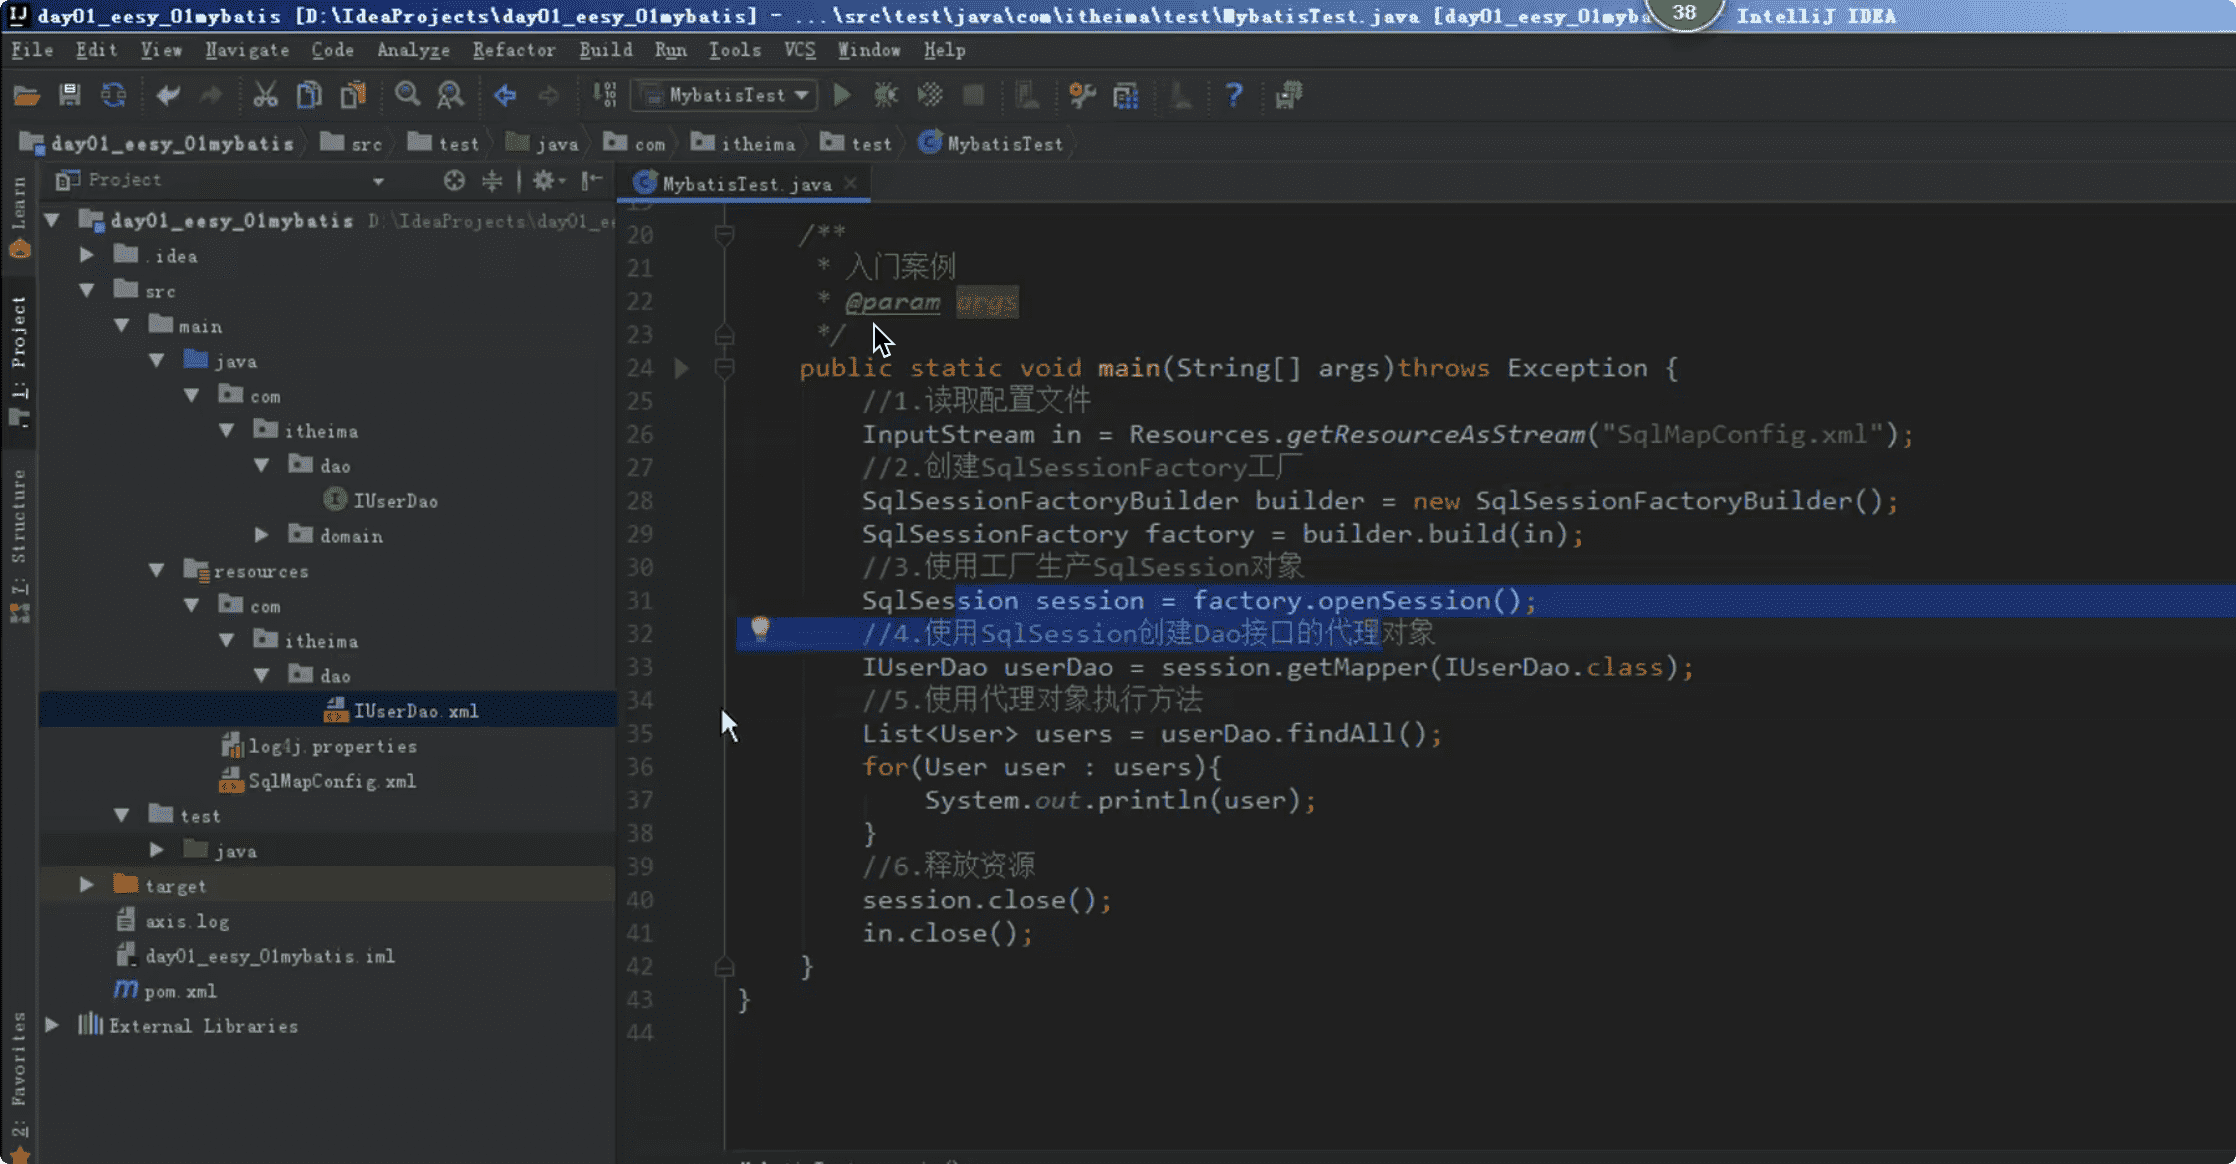 day01_eesy_01mybatis [D:\IdeaProjects\day01_eesy_01mybatis] - ...\src\test\java\com\itheima\test\MybatisTest.java [day01_eesy_01myba
38
IntelliJ IDEA
File Edit View Navigate Code Analyze Refactor Build Run Tools VCS Window Help
MybatisTest
day01_eesy_01mybatis src test java com itheima test MybatisTest
Learn
1: Project
7: Structure
2: Favorites
Project
day01_eesy_01mybatis D:\IdeaProjects\day01_ee
.idea
src
main
java
com
itheima
dao
IUserDao
domain
resources
com
itheima
dao
IUserDao.xml
log4j.properties
SqlMapConfig.xml
test
java
target
axis.log
day01_eesy_01mybatis.iml
pom.xml
External Libraries
MybatisTest.java
20 /**
21 * 入门案例
22 * @param args
23 */
24 public static void main(String[] args)throws Exception {
25 //1.读取配置文件
26 InputStream in = Resources.getResourceAsStream("SqlMapConfig.xml");
27 //2.创建SqlSessionFactory工厂
28 SqlSessionFactoryBuilder builder = new SqlSessionFactoryBuilder();
29 SqlSessionFactory factory = builder.build(in);
30 //3.使用工厂生产SqlSession对象
31 SqlSession session = factory.openSession();
32 //4.使用SqlSession创建Dao接口的代理对象
33 IUserDao userDao = session.getMapper(IUserDao.class);
34 //5.使用代理对象执行方法
35 List<User> users = userDao.findAll();
36 for(User user : users){
37 System.out.println(user);
38 }
39 //6.释放资源
40 session.close();
41 in.close();
42 }
43 }
44